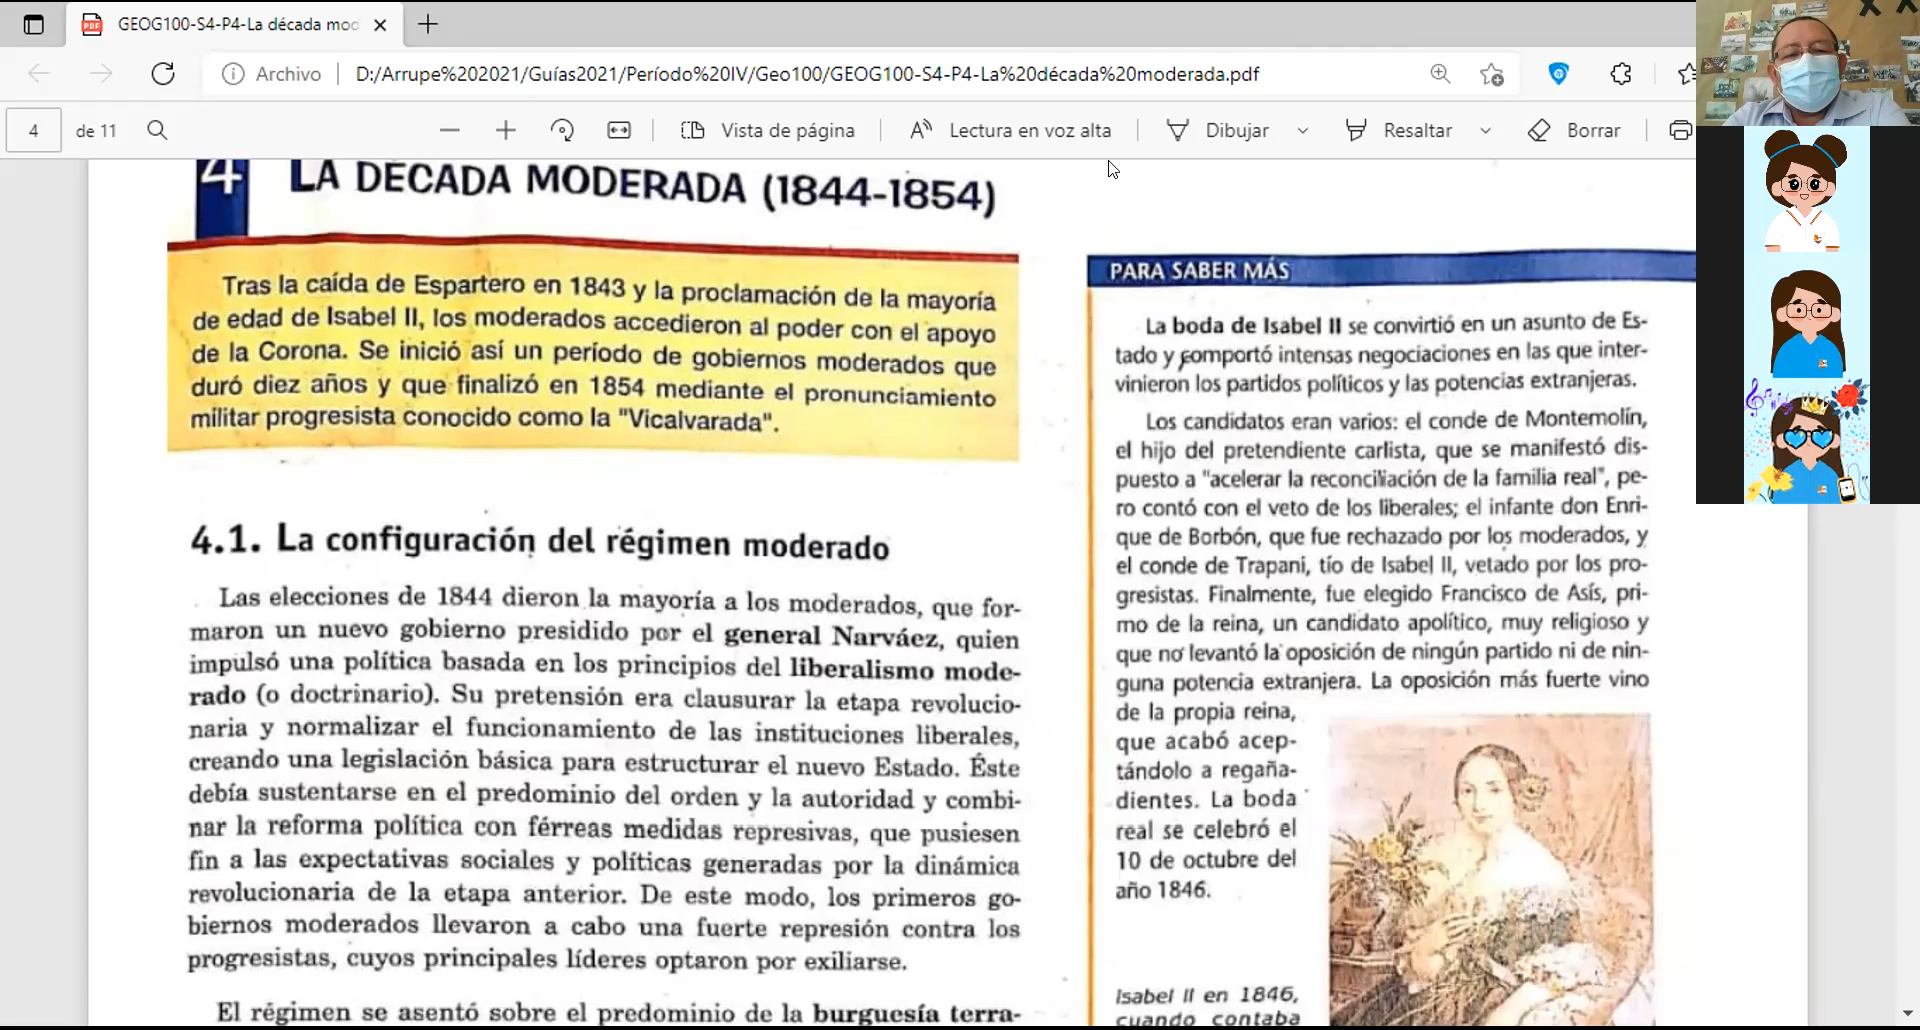 GEOG100-S4-P4-La década mod
Archivo
D:/Arrupe%202021/Guías2021/Período%20IV/Geo100/GEOG100-S4-P4-La%20década%20moderada.pdf
4
de 11
Vista de página
Lectura en voz alta
Dibujar
Resaltar
Borrar
4 LA DÉCADA MODERADA (1844-1854)
Tras la caída de Espartero en 1843 y la proclamación de la mayoría
de edad de Isabel II, los moderados accedieron al poder con el apoyo
de la Corona. Se inició así un período de gobiernos moderados que
duró diez años y que finalizó en 1854 mediante el pronunciamiento
militar progresista conocido como la "Vicalvarada".
4.1. La configuración del régimen moderado
Las elecciones de 1844 dieron la mayoría a los moderados, que for-
maron un nuevo gobierno presidido por el general Narváez, quien
impulsó una política basada en los principios del liberalismo mode-
rado (o doctrinario). Su pretensión era clausurar la etapa revolucio-
naria y normalizar el funcionamiento de las instituciones liberales,
creando una legislación básica para estructurar el nuevo Estado. Éste
debía sustentarse en el predominio del orden y la autoridad y combi-
nar la reforma política con férreas medidas represivas, que pusiesen
fin a las expectativas sociales y políticas generadas por la dinámica
revolucionaria de la etapa anterior. De este modo, los primeros go-
biernos moderados llevaron a cabo una fuerte represión contra los
progresistas, cuyos principales líderes optaron por exiliarse.
El régimen se asentó sobre el predominio de la burguesía terra-
PARA SABER MÁS
La boda de Isabel II se convirtió en un asunto de Es-
tado y comportó intensas negociaciones en las que inter-
vinieron los partidos políticos y las potencias extranjeras.
Los candidatos eran varios: el conde de Montemolín,
el hijo del pretendiente carlista, que se manifestó dis-
puesto a "acelerar la reconciliación de la familia real", pe-
ro contó con el veto de los liberales; el infante don Enri-
que de Borbón, que fue rechazado por los moderados, y
el conde de Trapani, tío de Isabel II, vetado por los pro-
gresistas. Finalmente, fue elegido Francisco de Asís, pri-
mo de la reina, un candidato apolítico, muy religioso y
que no levantó la oposición de ningún partido ni de nin-
guna potencia extranjera. La oposición más fuerte vino
de la propia reina,
que acabó acep-
tándolo a regaña-
dientes. La boda
real se celebró el
10 de octubre del
año 1846.
Isabel II en 1846,
cuando contaba